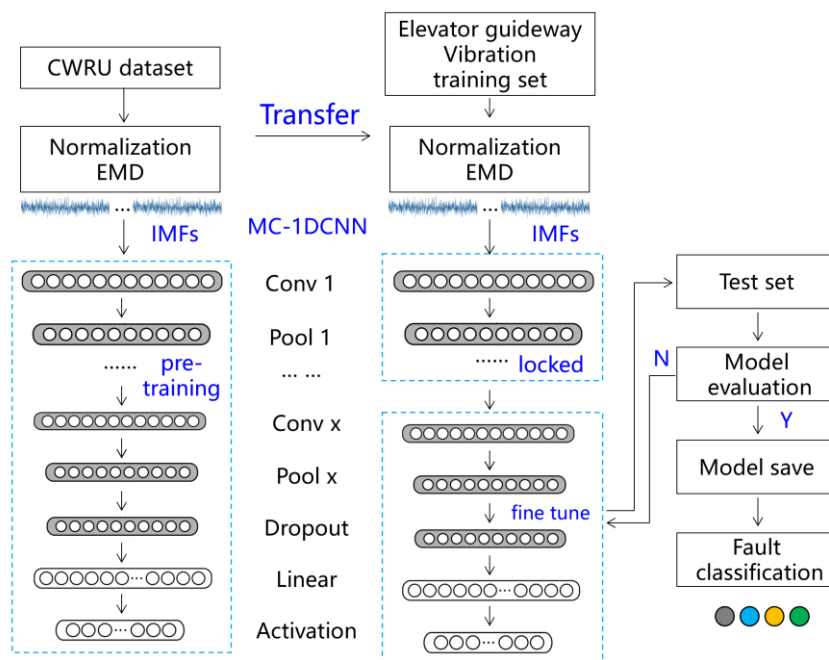 CWRU dataset
Normalization
EMD
...
IMFs
Transfer
MC-1DCNN
Elevator guideway
Vibration
training set
Normalization
EMD
...
IMFs
Conv 1
Pool 1
... ...
Conv x
Pool x
Dropout
Linear
Activation
......
pre-
training
...
...
......
locked
fine tune
...
...
Test set
N
Model
evaluation
Y
Model save
Fault
classification